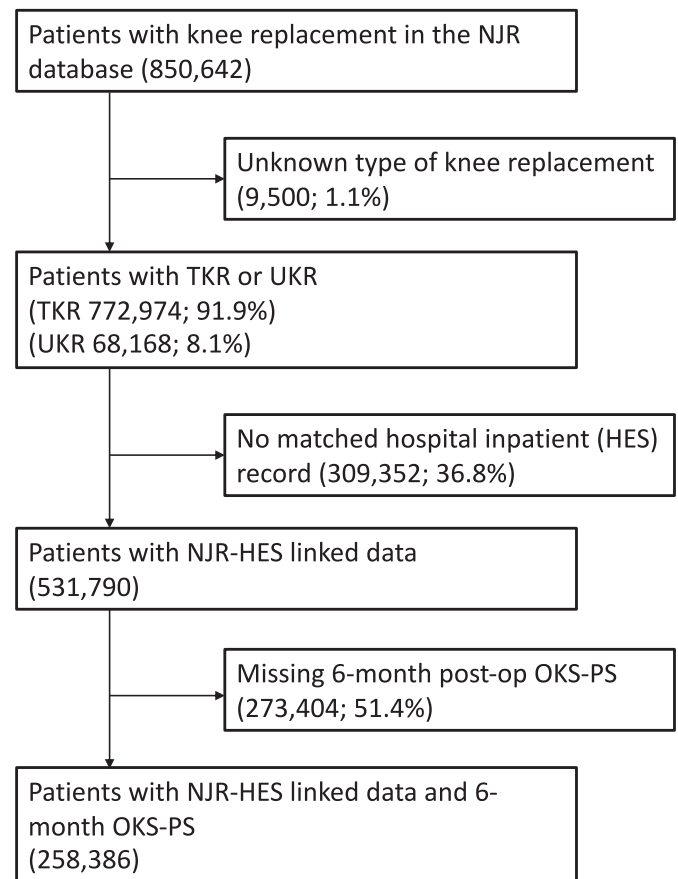 Patients with knee replacement in the NJR
database (850,642)
Unknown type of knee replacement
(9,500; 1.1%)
Patients with TKR or UKR
(TKR 772,974; 91.9%)
(UKR 68,168; 8.1%)
No matched hospital inpatient (HES)
record (309,352; 36.8%)
Patients with NJR-HES linked data
(531,790)
Missing 6-month post-op OKS-PS
(273,404; 51.4%)
Patients with NJR-HES linked data and 6-
month OKS-PS
(258,386)